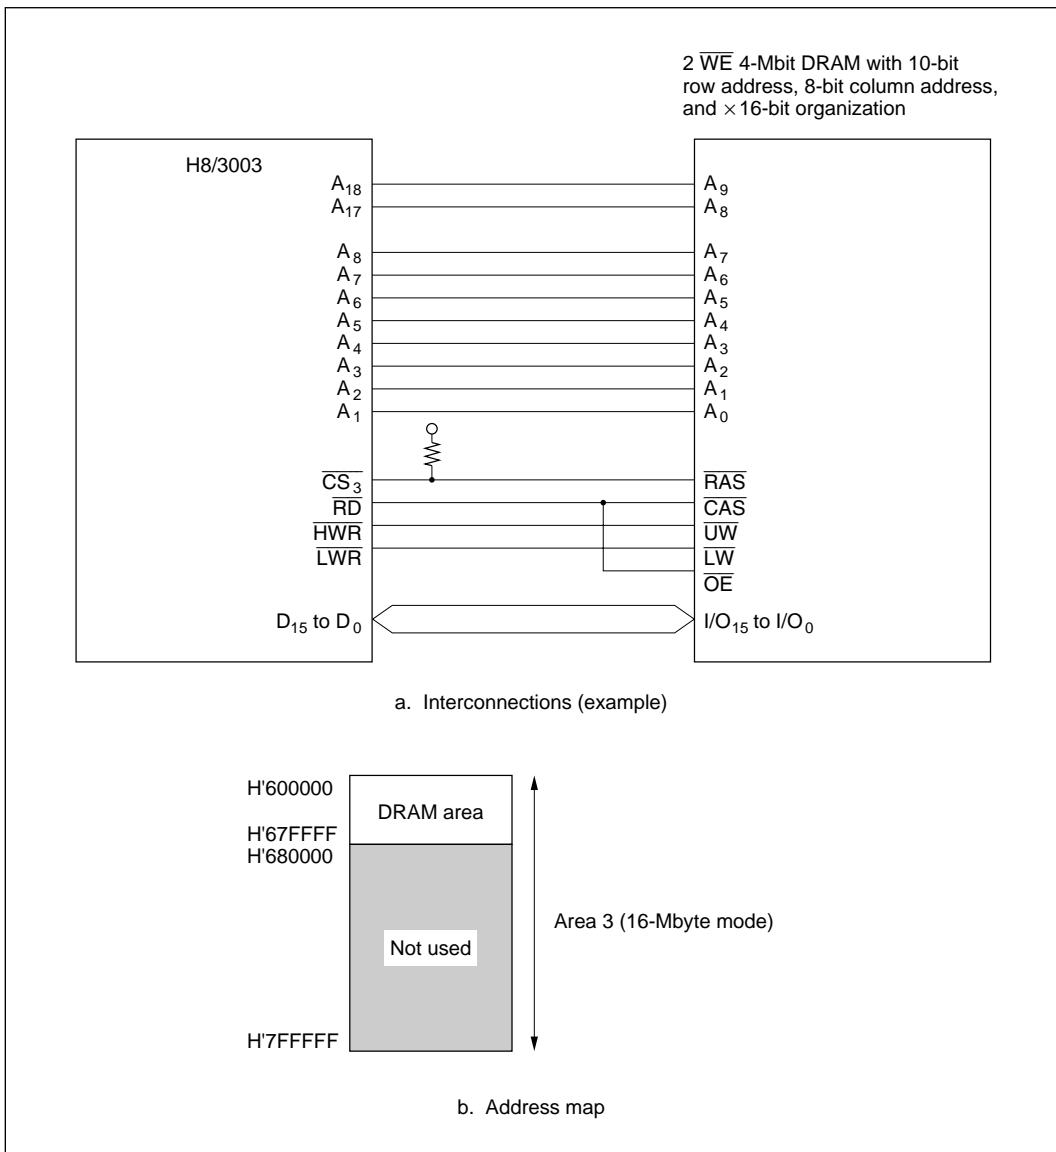 2 WE 4-Mbit DRAM with 10-bit
row address, 8-bit column address,
and ×16-bit organization
H8/3003
A18
A9
A17
A8
A8
A7
A7
A6
A6
A5
A5
A4
A4
A3
A3
A2
A2
A1
A1
A0
CS3
RAS
RD
CAS
HWR
UW
LWR
LW
OE
D15 to D0
I/O15 to I/O0
a. Interconnections (example)
H'600000
DRAM area
H'67FFFF
H'680000
Area 3 (16-Mbyte mode)
Not used
H'7FFFFF
b. Address map